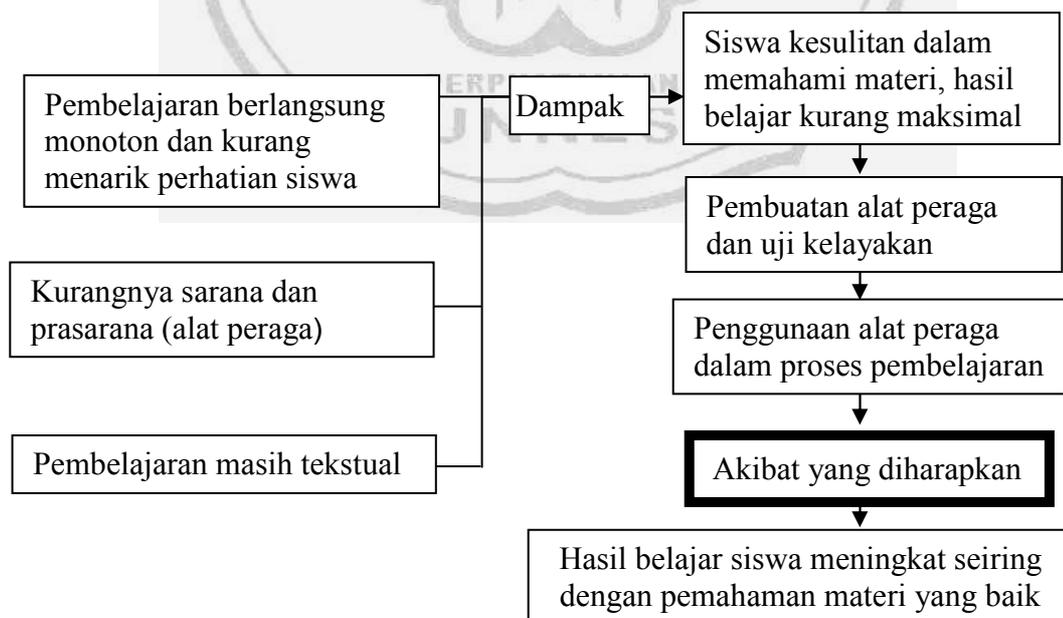 Pembelajaran berlangsung
monoton dan kurang
menarik perhatian siswa
Kurangnya sarana dan
prasarana (alat peraga)
Pembelajaran masih tekstual
Dampak
Siswa kesulitan dalam
memahami materi, hasil
belajar kurang maksimal
Pembuatan alat peraga
dan uji kelayakan
Penggunaan alat peraga
dalam proses pembelajaran
Akibat yang diharapkan
Hasil belajar siswa meningkat seiring
dengan pemahaman materi yang baik